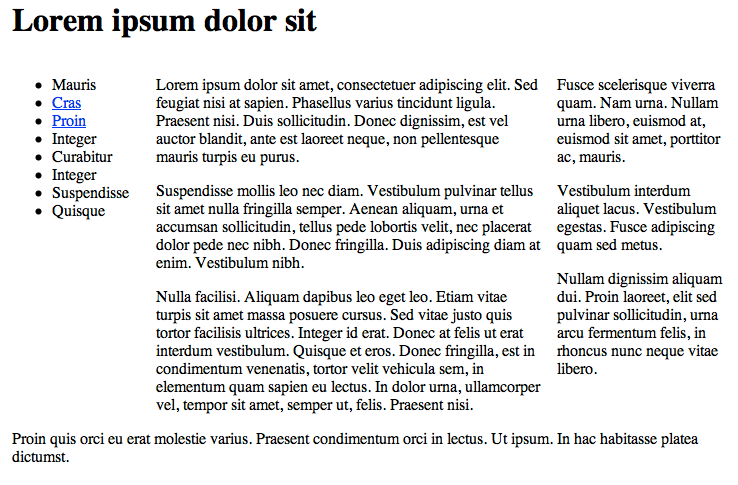 Lorem ipsum dolor sit
Mauris
Cras
Proin
Integer
Curabitur
Integer
Suspendisse
Quisque
Lorem ipsum dolor sit amet, consectetuer adipiscing elit. Sed
feugiat nisi at sapien. Phasellus varius tincidunt ligula.
Praesent nisi. Duis sollicitudin. Donec dignissim, est vel
auctor blandit, ante est laoreet neque, non pellentesque
mauris turpis eu purus.
Suspendisse mollis leo nec diam. Vestibulum pulvinar tellus
sit amet nulla fringilla semper. Aenean aliquam, urna et
accumsan sollicitudin, tellus pede lobortis velit, nec placerat
dolor pede nec nibh. Donec fringilla. Duis adipiscing diam at
enim. Vestibulum nibh.
Nulla facilisi. Aliquam dapibus leo eget leo. Etiam vitae
turpis sit amet massa posuere cursus. Sed vitae justo quis
tortor facilisis ultrices. Integer id erat. Donec at felis ut erat
interdum vestibulum. Quisque et eros. Donec fringilla, est in
condimentum venenatis, tortor velit vehicula sem, in
elementum quam sapien eu lectus. In dolor urna, ullamcorper
vel, tempor sit amet, semper ut, felis. Praesent nisi.
Fusce scelerisque viverra
quam. Nam urna. Nullam
urna libero, euismod at,
euismod sit amet, porttitor
ac, mauris.
Vestibulum interdum
aliquet lacus. Vestibulum
egestas. Fusce adipiscing
quam sed metus.
Nullam dignissim aliquam
dui. Proin laoreet, elit sed
pulvinar sollicitudin, urna
arcu fermentum felis, in
rhoncus nunc neque vitae
libero.
Proin quis orci eu erat molestie varius. Praesent condimentum orci in lectus. Ut ipsum. In hac habitasse platea
dictumst.